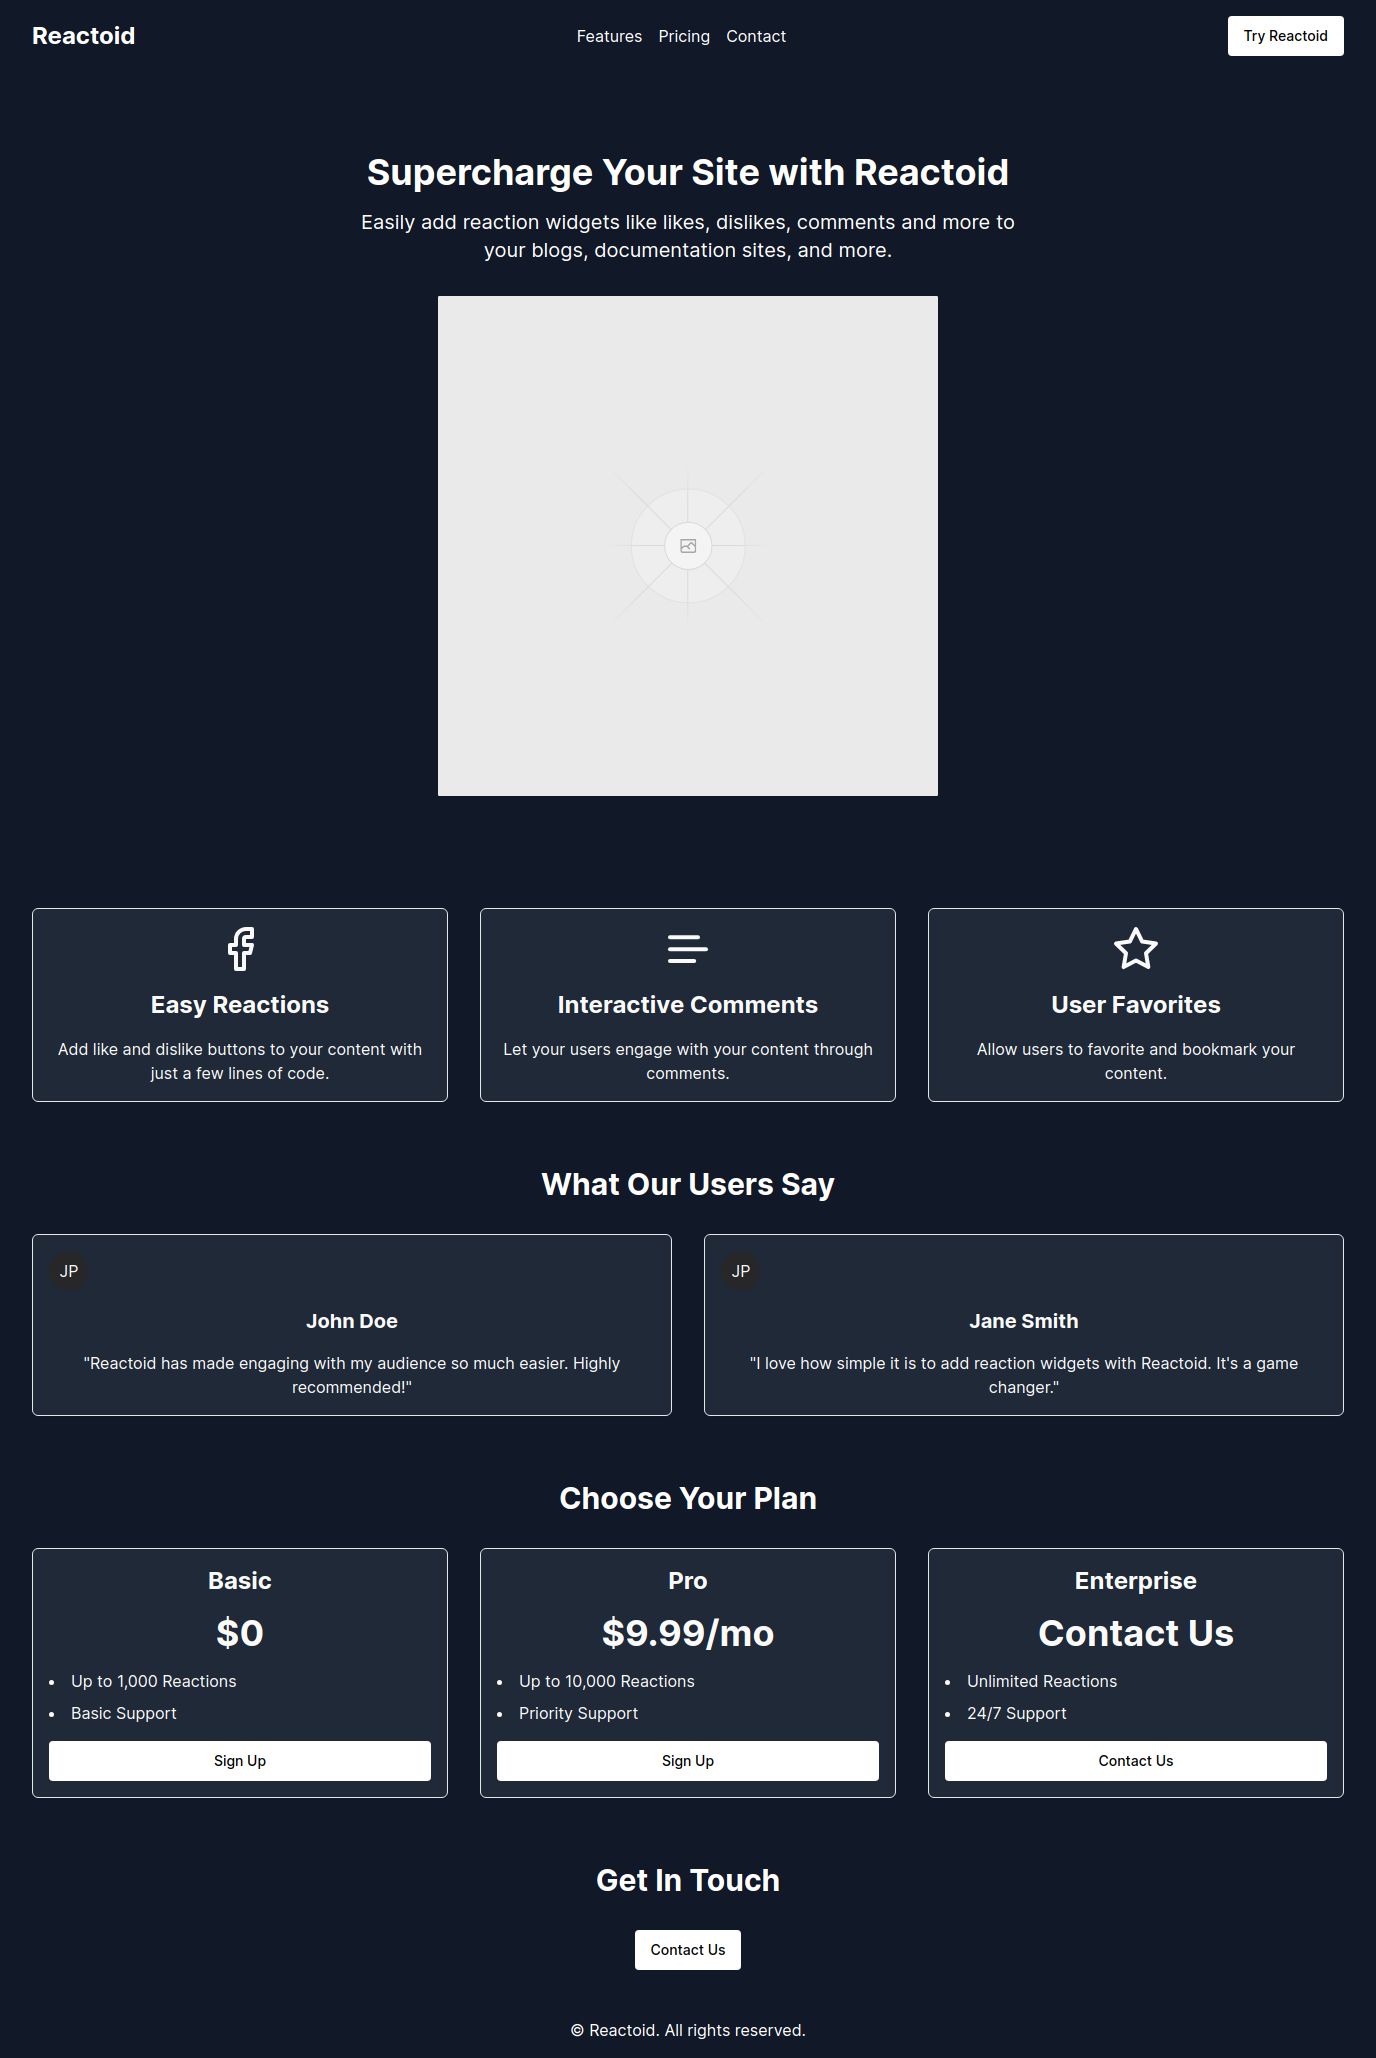 Reactoid
Features Pricing Contact
Try Reactoid
Supercharge Your Site with Reactoid
Easily add reaction widgets like likes, dislikes, comments and more to
your blogs, documentation sites, and more.
Easy Reactions
Add like and dislike buttons to your content with
just a few lines of code.
Interactive Comments
Let your users engage with your content through
comments.
User Favorites
Allow users to favorite and bookmark your
content.
What Our Users Say
JP
John Doe
"Reactoid has made engaging with my audience so much easier. Highly
recommended!"
JP
Jane Smith
"I love how simple it is to add reaction widgets with Reactoid. It's a game
changer."
Choose Your Plan
Basic
$0
• Up to 1,000 Reactions
• Basic Support
Sign Up
Pro
$9.99/mo
• Up to 10,000 Reactions
• Priority Support
Sign Up
Enterprise
Contact Us
• Unlimited Reactions
• 24/7 Support
Contact Us
Get In Touch
Contact Us
© Reactoid. All rights reserved.